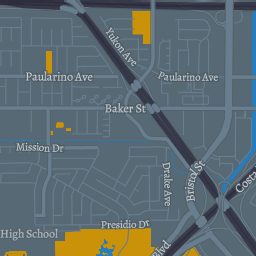 Yukon Ave
Paularino Ave
Paularino Ave
Baker St
Mission Dr
Drake Ave
Bristol St
Costa
Presidio Dr
High School
Blvd